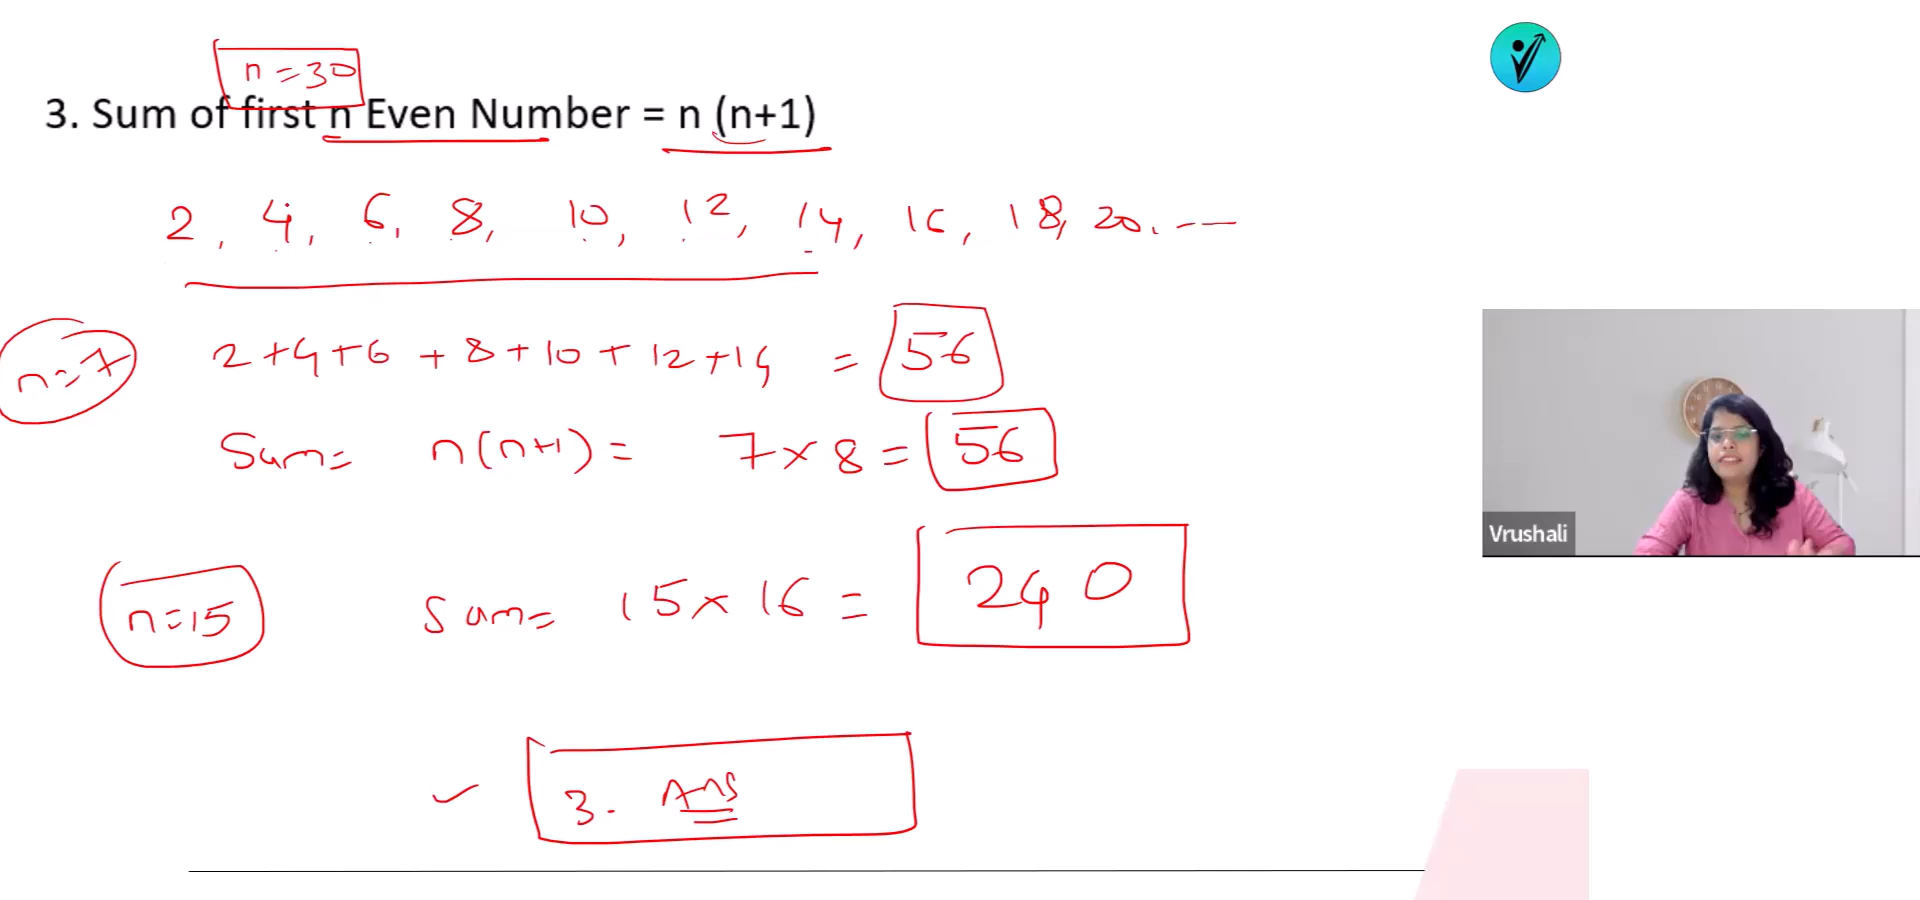 n = 30
3. Sum of first n Even Number = n (n+1)
2, 4, 6, 8, 10, 12, 14, 16, 18, 20. ---
n=7
2+4+6 + 8+10 + 12+14 = 56
Sum= n(n+1) = 7 x 8 = 56
Vrushali
n=15
Sum= 15 x 16 = 240
3. Ans